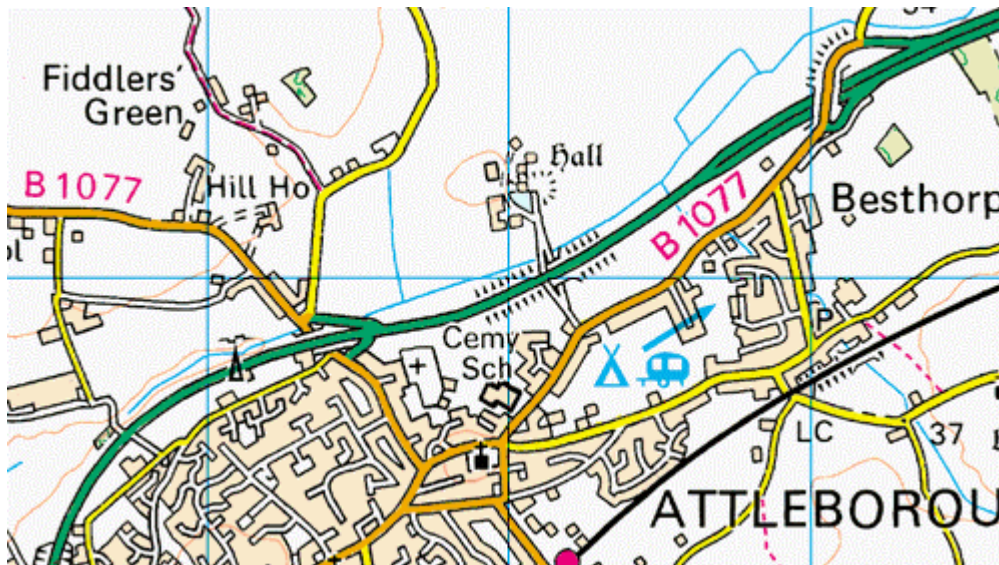 34
Fiddlers'
Green
Hall
B 1077
Hill Ho
B 1077
Besthorp
ol
P
Cemy
Sch
LC
37
ATTLEBOROU